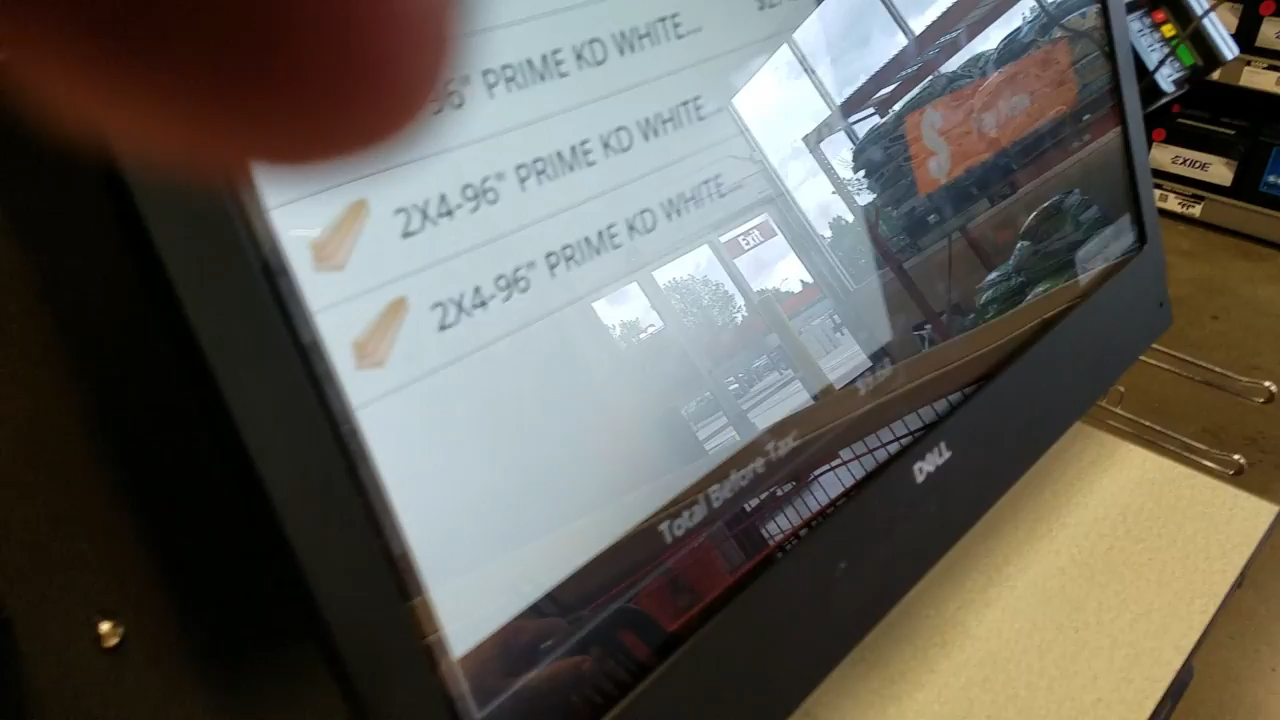 96" PRIME KD WHITE...
2X4-96" PRIME KD WHITE...
2X4-96" PRIME KD WHITE...
Exit
Total Before Tax
DELL
EXIDE
$